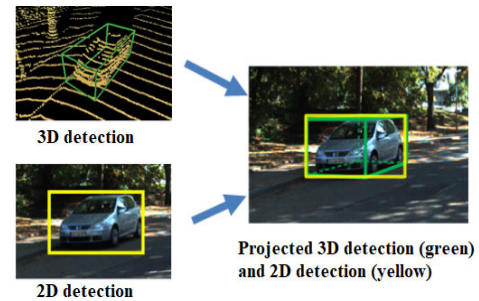 3D detection
2D detection
Projected 3D detection (green)
and 2D detection (yellow)